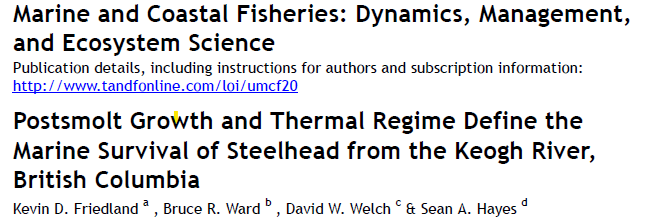 Marine and Coastal Fisheries: Dynamics, Management,
and Ecosystem Science
Publication details, including instructions for authors and subscription information:
http://www.tandfonline.com/loi/umcf20
Postsmolt Growth and Thermal Regime Define the
Marine Survival of Steelhead from the Keogh River,
British Columbia
Kevin D. Friedland a , Bruce R. Ward b , David W. Welch c & Sean A. Hayes d